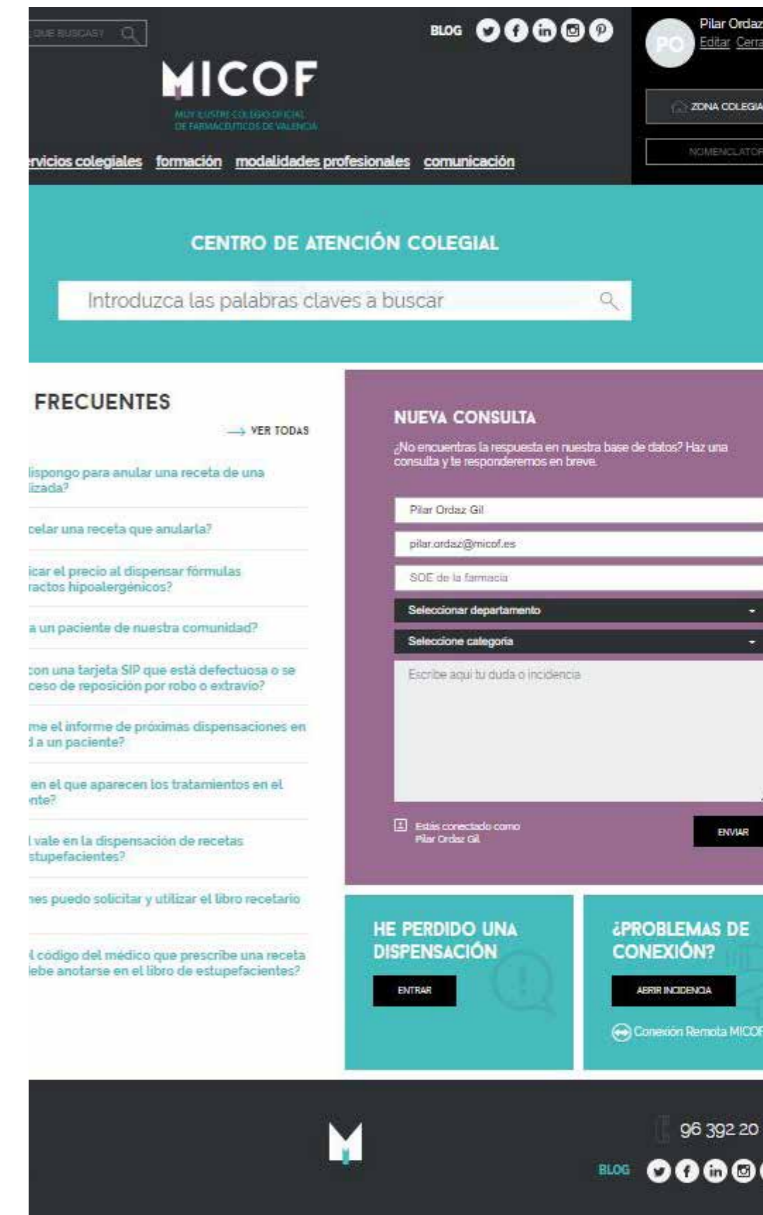 QUE BUSCAS?
BLOG
Pilar Ordaz
Editar Cerra
PO
MICOF
MUY ILUSTRE COLEGIO OFICIAL
DE FARMACÉUTICOS DE VALENCIA
ZONA COLEGIA
NOMENCLATOR
ervicios colegiales formación modalidades profesionales comunicación
CENTRO DE ATENCIÓN COLEGIAL
Introduzca las palabras claves a buscar
FRECUENTES
VER TODAS
dispongo para anular una receta de una
lizada?
celar una receta que anularla?
icar el precio al dispensar fórmulas
ractos hipoalergénicos?
a un paciente de nuestra comunidad?
con una tarjeta SIP que está defectuosa o se
ceso de reposición por robo o extravío?
me el informe de próximas dispensaciones en
d a un paciente?
en el que aparecen los tratamientos en el
nte?
l vale en la dispensación de recetas
stupefacientes?
nes puedo solicitar y utilizar el libro recetario
l código del médico que prescribe una receta
ebe anotarse en el libro de estupefacientes?
NUEVA CONSULTA
¿No encuentras la respuesta en nuestra base de datos? Haz una
consulta y te responderemos en breve.
Pilar Ordaz Gil
pilar.ordaz@micof.es
SOE de la farmacia
Seleccionar departamento
Seleccione categoría
Escribe aquí tu duda o incidencia
Estás conectado como
Pilar Ordaz Gil
ENVIAR
HE PERDIDO UNA
DISPENSACIÓN
ENTRAR
¿PROBLEMAS DE
CONEXIÓN?
ABRIR INCIDENCIA
Conexión Remota MICOF
96 392 20
BLOG